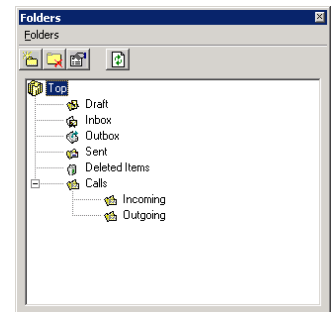 Folders
Folders
Top
Draft
Inbox
Outbox
Sent
Deleted Items
Calls
Incoming
Outgoing